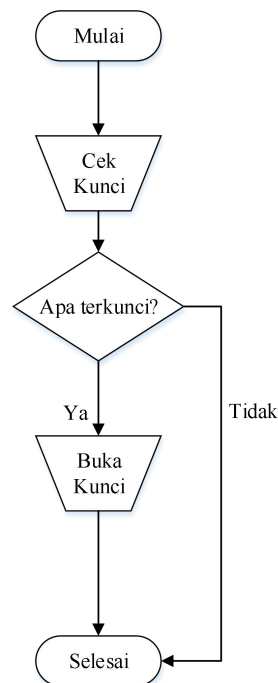 Mulai
Cek
Kunci
Apa terkunci?
Ya
Tidak
Buka
Kunci
Selesai